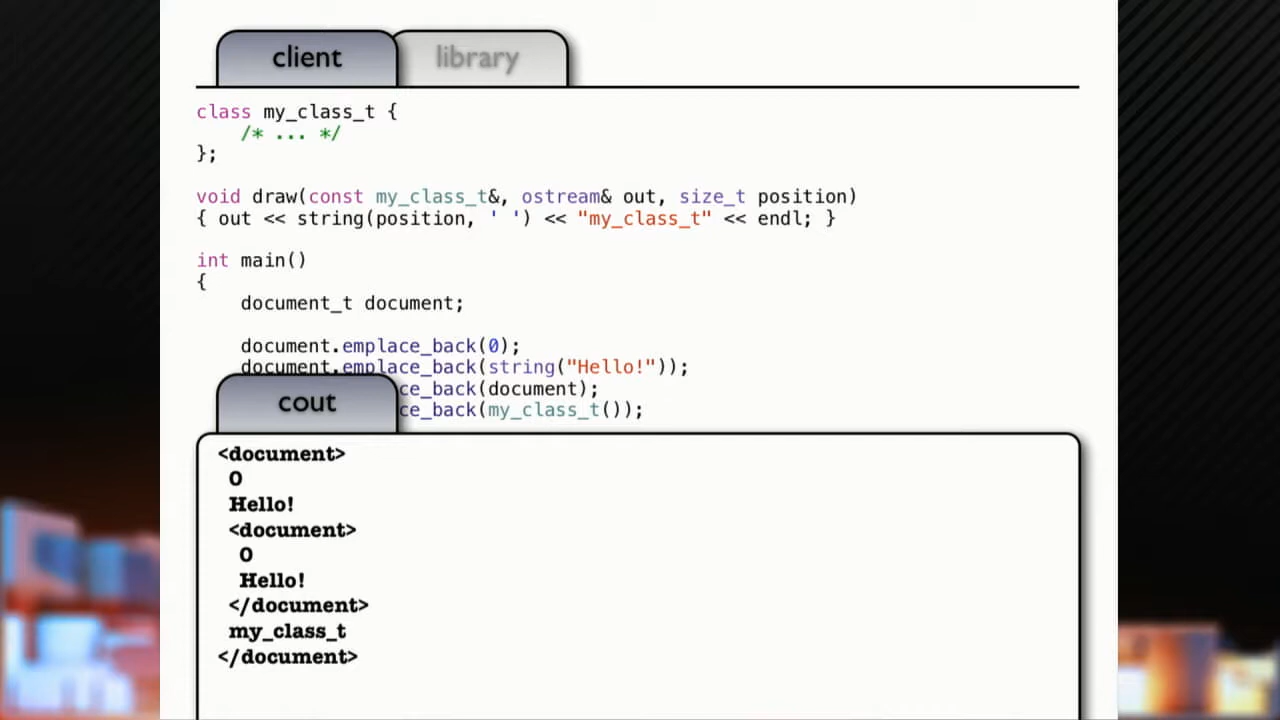 client
library
class my_class_t {
    /* ... */
};
void draw(const my_class_t&, ostream& out, size_t position)
{ out << string(position, ' ') << "my_class_t" << endl; }
int main()
{
    document_t document;
    document.emplace_back(0);
    document.emplace_back(string("Hello!"));
ce_back(document);
ce_back(my_class_t());
cout
<document>
 0
 Hello!
 <document>
  0
  Hello!
 </document>
 my_class_t
</document>